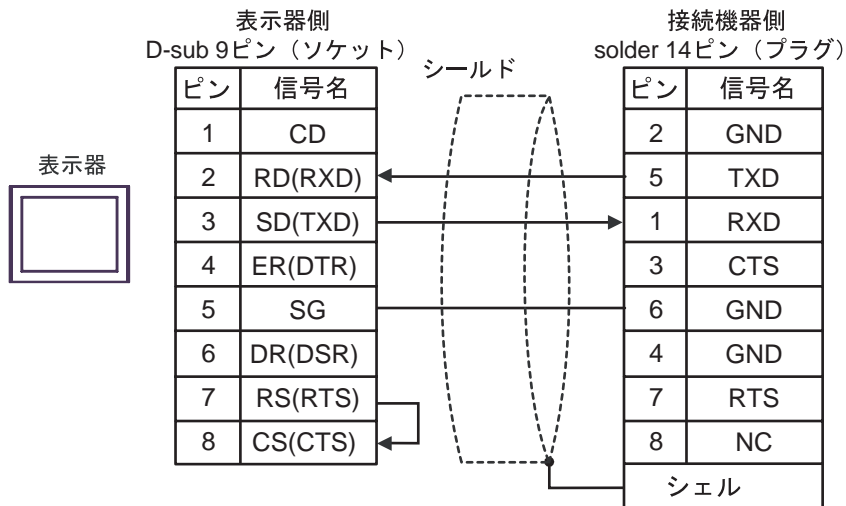 表示器側
D-sub 9ピン（ソケット）
接続機器側
solder 14ピン（プラグ）
シールド
表示器
ピン 信号名
1 CD
2 RD(RXD)
3 SD(TXD)
4 ER(DTR)
5 SG
6 DR(DSR)
7 RS(RTS)
8 CS(CTS)
ピン 信号名
2 GND
5 TXD
1 RXD
3 CTS
6 GND
4 GND
7 RTS
8 NC
シェル